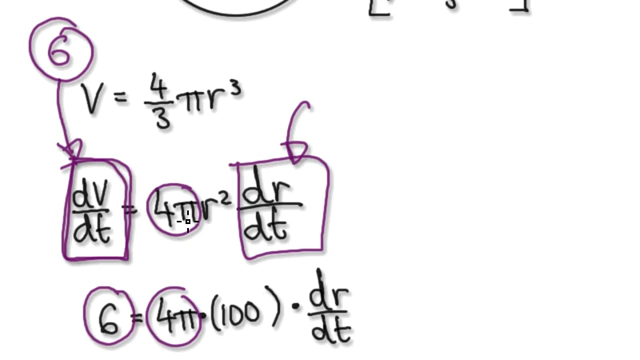 6
V = 4/3 πr³
dV/dt = 4πr² dr/dt
6 = 4π·(100)·dr/dt